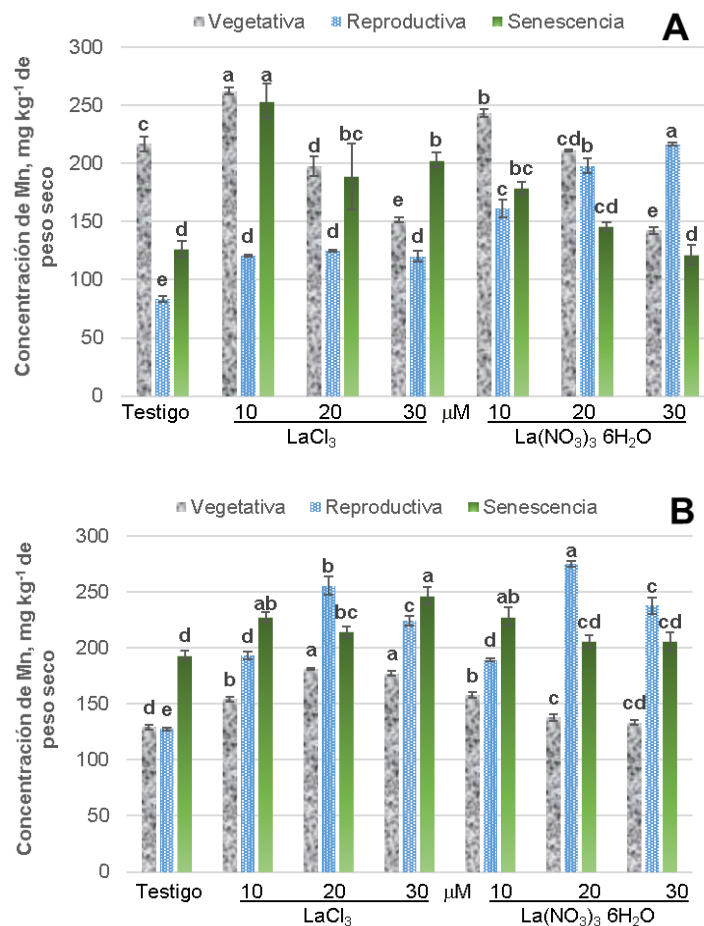 A
Vegetativa Reproductiva Senescencia
Concentración de Mn, mg kg⁻¹ de
peso seco
300
250
200
150
100
50
0
c e d
a d a
d d bc
e d d
b c bc
cd b cd
e a d
Testigo 10 20 30 μM 10 20 30
LaCl₃ La(NO₃)₃ 6H₂O
B
Vegetativa Reproductiva Senescencia
Concentración de Mn, mg kg⁻¹ de
peso seco
300
250
200
150
100
50
0
d e d
b d ab
a b bc
a c a
b d ab
c a cd
cd c cd
Testigo 10 20 30 μM 10 20 30
LaCl₃ La(NO₃)₃ 6H₂O